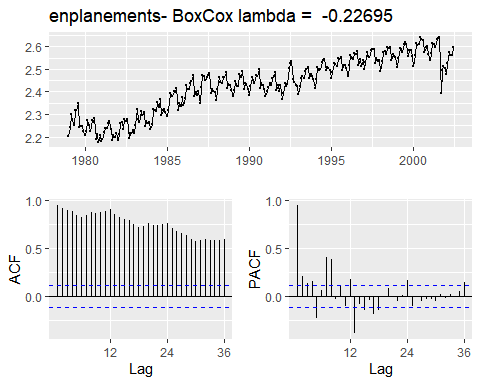 enplanements- BoxCox lambda =  -0.22695
2.6
2.5
2.4
2.3
2.2
1980 1985 1990 1995 2000
1.0
0.5
0.0
ACF
12 24 36
Lag
1.0
0.5
0.0
PACF
12 24 36
Lag